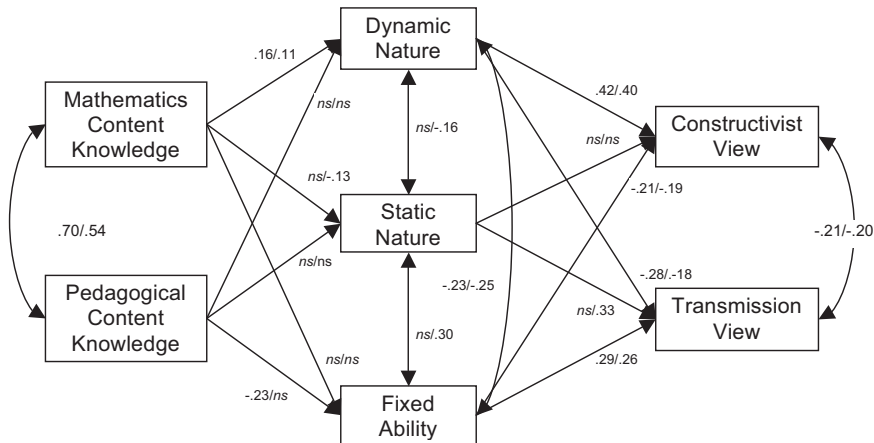 Dynamic
Nature
.16/.11
Mathematics
Content
Knowledge
ns/ns
.42/.40
Constructivist
View
ns/-.16
ns/ns
ns/-.13
-.21/-.19
Static
Nature
.70/.54
-.21/-.20
ns/ns
-.23/-.25
-.28/-.18
Pedagogical
Content
Knowledge
Transmission
View
ns/.33
ns/.30
ns/ns
.29/.26
-.23/ns
Fixed
Ability